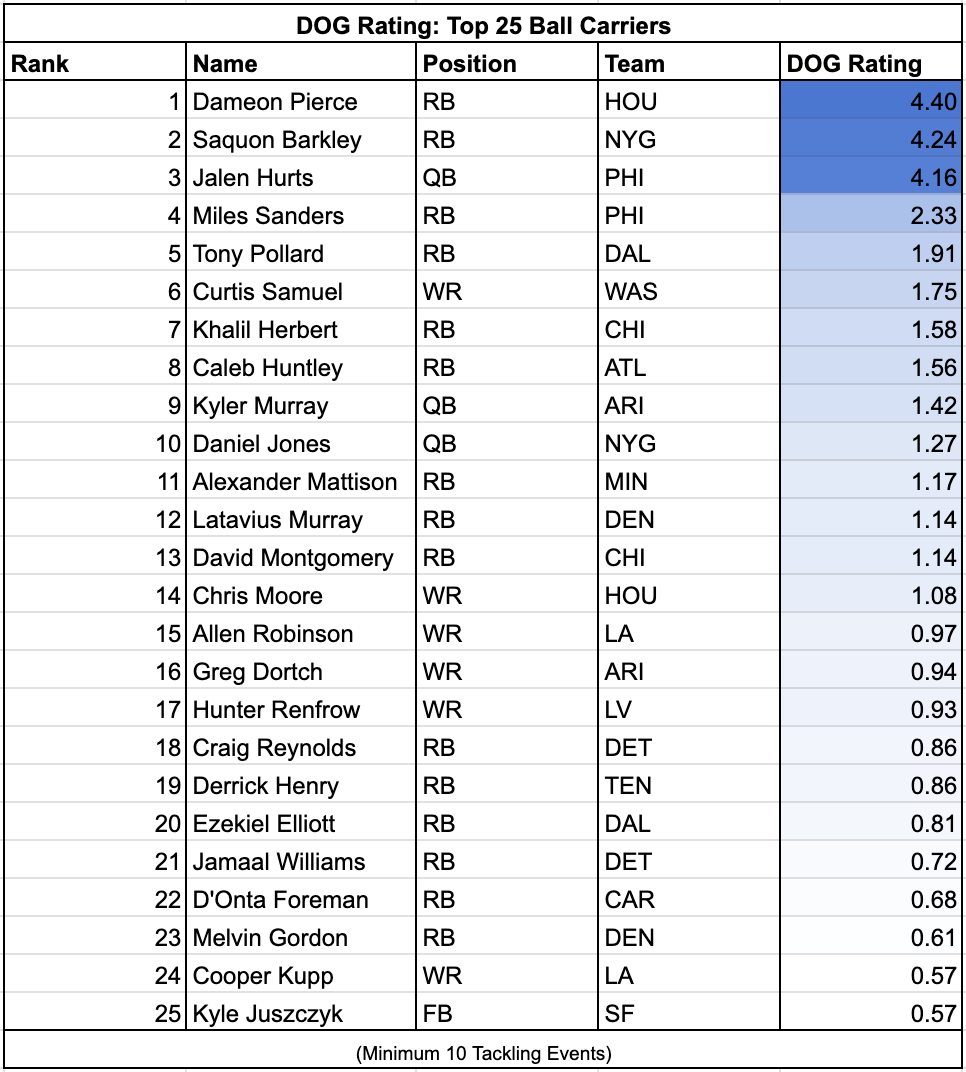 DOG Rating: Top 25 Ball Carriers
Rank Name Position Team DOG Rating
1 Dameon Pierce RB HOU 4.40
2 Saquon Barkley RB NYG 4.24
3 Jalen Hurts QB PHI 4.16
4 Miles Sanders RB PHI 2.33
5 Tony Pollard RB DAL 1.91
6 Curtis Samuel WR WAS 1.75
7 Khalil Herbert RB CHI 1.58
8 Caleb Huntley RB ATL 1.56
9 Kyler Murray QB ARI 1.42
10 Daniel Jones QB NYG 1.27
11 Alexander Mattison RB MIN 1.17
12 Latavius Murray RB DEN 1.14
13 David Montgomery RB CHI 1.14
14 Chris Moore WR HOU 1.08
15 Allen Robinson WR LA 0.97
16 Greg Dortch WR ARI 0.94
17 Hunter Renfrow WR LV 0.93
18 Craig Reynolds RB DET 0.86
19 Derrick Henry RB TEN 0.86
20 Ezekiel Elliott RB DAL 0.81
21 Jamaal Williams RB DET 0.72
22 D'Onta Foreman RB CAR 0.68
23 Melvin Gordon RB DEN 0.61
24 Cooper Kupp WR LA 0.57
25 Kyle Juszczyk FB SF 0.57
(Minimum 10 Tackling Events)